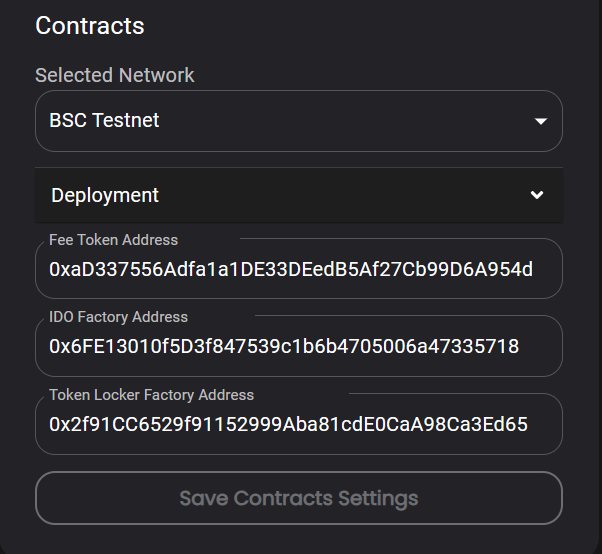 Contracts
Selected Network
BSC Testnet
Deployment
Fee Token Address
0xaD337556Adfa1a1DE33DEedB5Af27Cb99D6A954d
IDO Factory Address
0x6FE13010f5D3f847539c1b6b4705006a47335718
Token Locker Factory Address
0x2f91CC6529f91152999Aba81cdE0CaA98Ca3Ed65
Save Contracts Settings